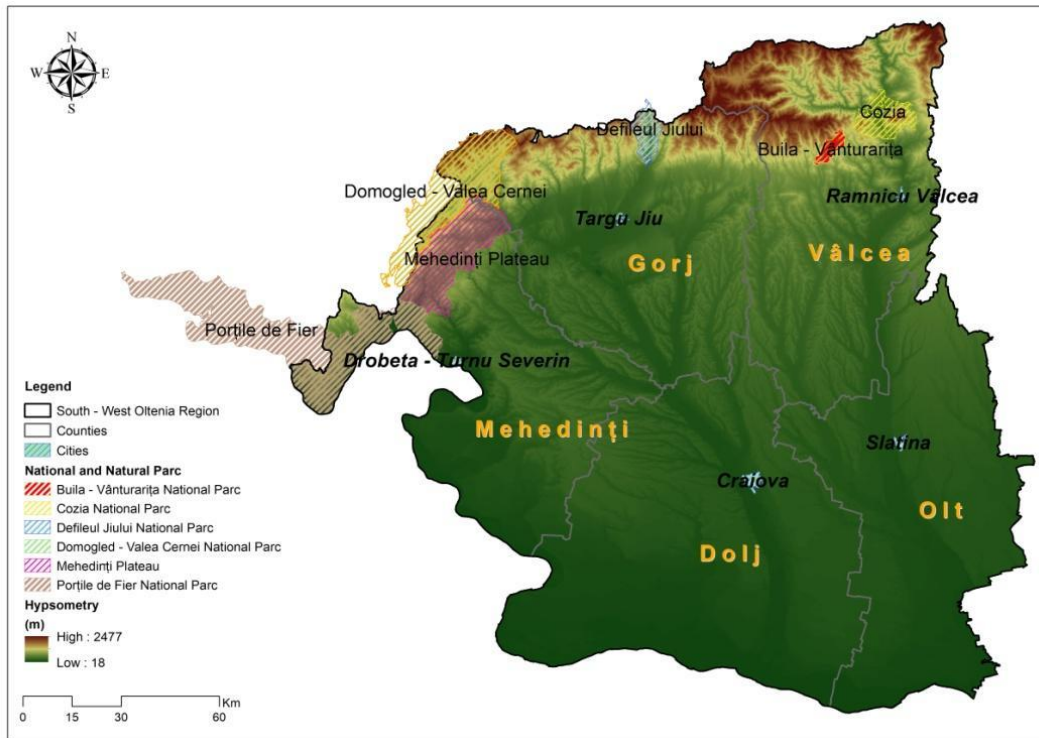 N
W E
S
Cozia
Defileul Jiului
Buila - Vânturarița
Domogled - Valea Cernei
Ramnicu Vâlcea
Targu Jiu
Mehedinți Plateau
Gorj
Vâlcea
Porțile de Fier
Drobeta - Turnu Severin
Mehedinți
Slatina
Craiova
Olt
Dolj
Legend
South - West Oltenia Region
Counties
Cities
National and Natural Parc
Buila - Vânturarița National Parc
Cozia National Parc
Defileul Jiului National Parc
Domogled - Valea Cernei National Parc
Mehedinți Plateau
Porțile de Fier National Parc
Hypsometry
(m)
High : 2477
Low : 18
Km
0 15 30 60